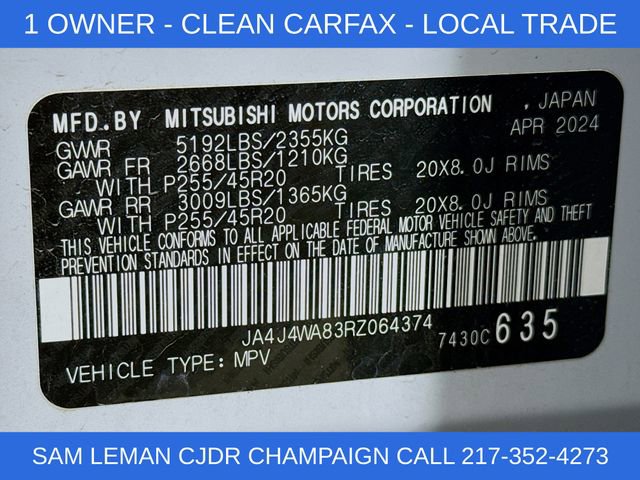 1 OWNER - CLEAN CARFAX - LOCAL TRADE
MFD.BY MITSUBISHI MOTORS CORPORATION , JAPAN
GVWR 5192LBS/2355KG APR 2024
GAWR FR 2668LBS/1210KG
WITH P255/45R20 TIRES 20X8.0J RIMS
GAWR RR 3009LBS/1365KG
WITH P255/45R20 TIRES 20X8.0J RIMS
THIS VEHICLE CONFORMS TO ALL APPLICABLE FEDERAL MOTOR VEHICLE SAFETY AND THEFT
PREVENTION STANDARDS IN EFFECT ON THE DATE OF MANUFACTURE SHOWN ABOVE.
JA4J4WA83RZ064374 7430C 635
VEHICLE TYPE: MPV
SAM LEMAN CJDR CHAMPAIGN CALL 217-352-4273